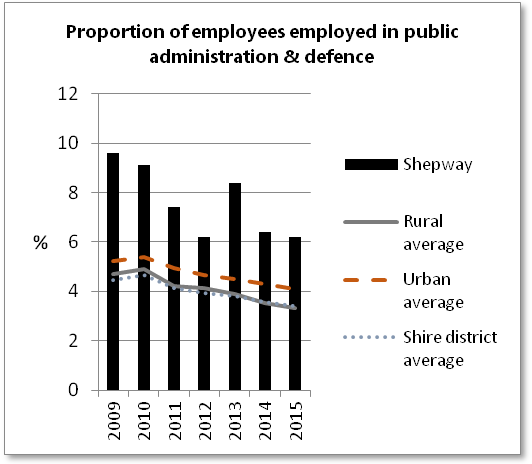 Proportion of employees employed in public
administration & defence
12
10
8
6
4
2
0
%
2009
2010
2011
2012
2013
2014
2015
Shepway
Rural
average
Urban
average
Shire district
average